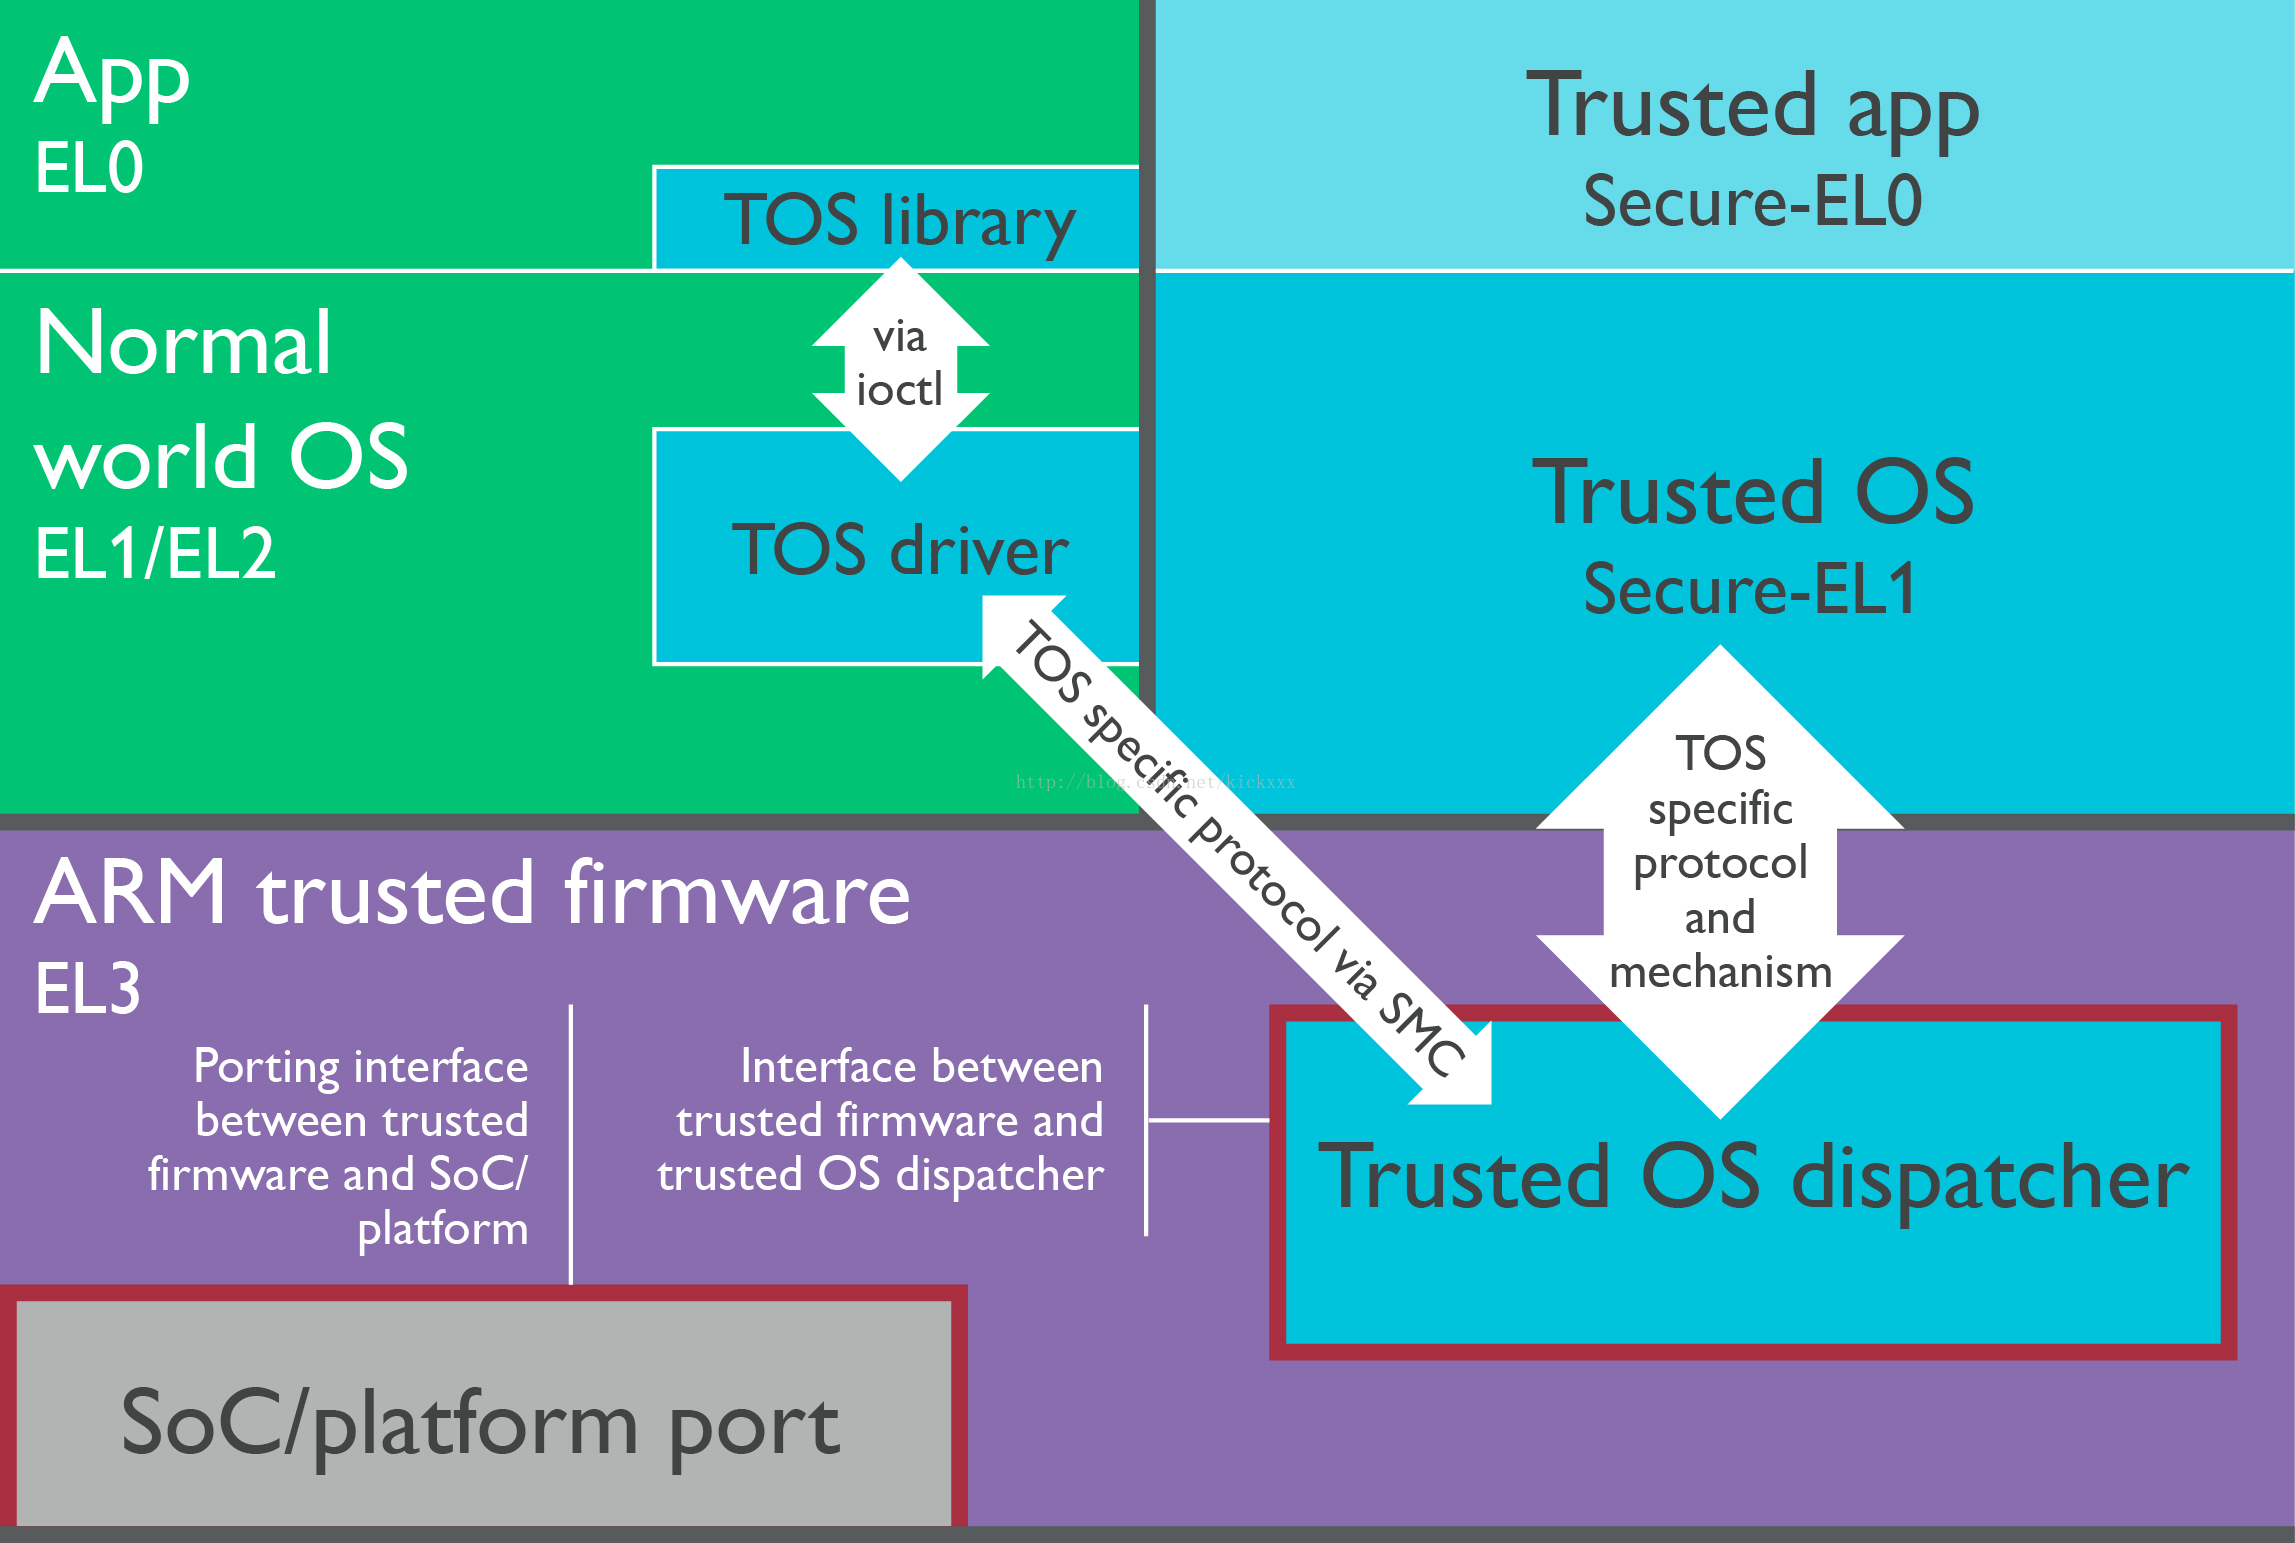 App
EL0
TOS library
Trusted app
Secure-EL0
Normal
world OS
EL1/EL2
via
ioctl
TOS driver
Trusted OS
Secure-EL1
TOS specific protocol via SMC
TOS
specific
protocol
and
mechanism
http://blog.csdn.net/kickxxx
ARM trusted firmware
EL3
Porting interface
between trusted
firmware and SoC/
platform
Interface between
trusted firmware and
trusted OS dispatcher
Trusted OS dispatcher
SoC/platform port